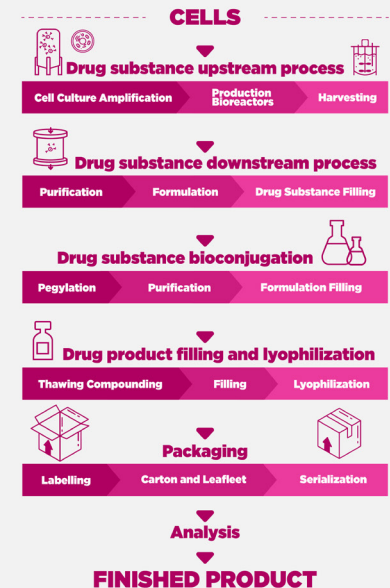 CELLS
Drug substance upstream process
Cell Culture Amplification
Production
Bioreactors
Harvesting
Drug substance downstream process
Purification
Formulation
Drug Substance Filling
Drug substance bioconjugation
Pegylation
Purification
Formulation Filling
Drug product filling and lyophilization
Thawing Compounding
Filling
Lyophilization
Packaging
Labelling
Carton and Leafleet
Serialization
Analysis
FINISHED PRODUCT